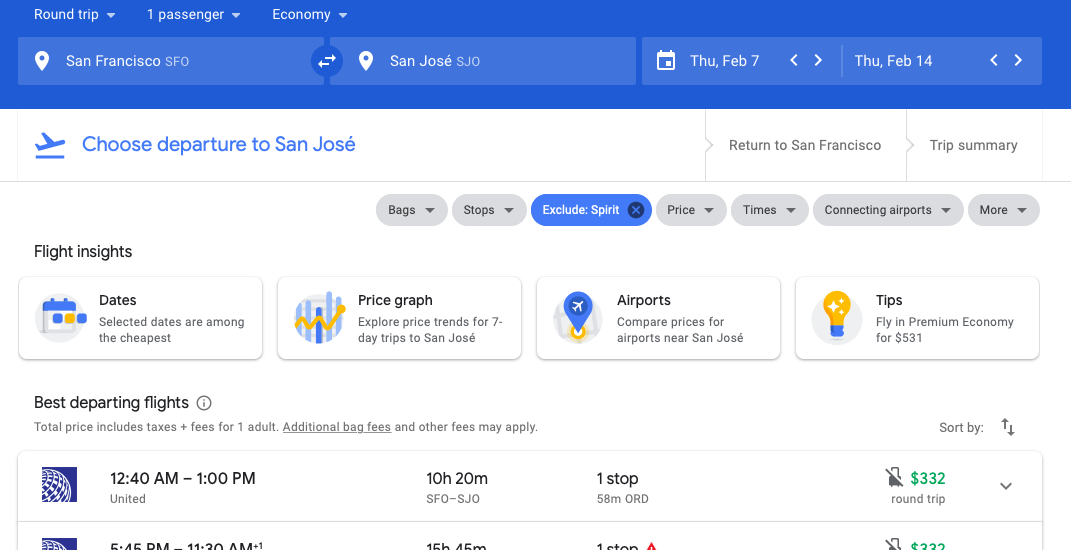 Round trip 1 passenger Economy
San Francisco SFO San José SJO Thu, Feb 7 Thu, Feb 14
Choose departure to San José Return to San Francisco Trip summary
Bags Stops Exclude: Spirit Price Times Connecting airports More
Flight insights
Dates
Selected dates are among
the cheapest
Price graph
Explore price trends for 7-
day trips to San José
Airports
Compare prices for
airports near San José
Tips
Fly in Premium Economy
for $531
Best departing flights
Total price includes taxes + fees for 1 adult. Additional bag fees and other fees may apply.
Sort by:
12:40 AM – 1:00 PM 10h 20m 1 stop $332
United SFO–SJO 58m ORD round trip
5:45 PM – 11:30 AM+1 15h 45m 1 stop $332